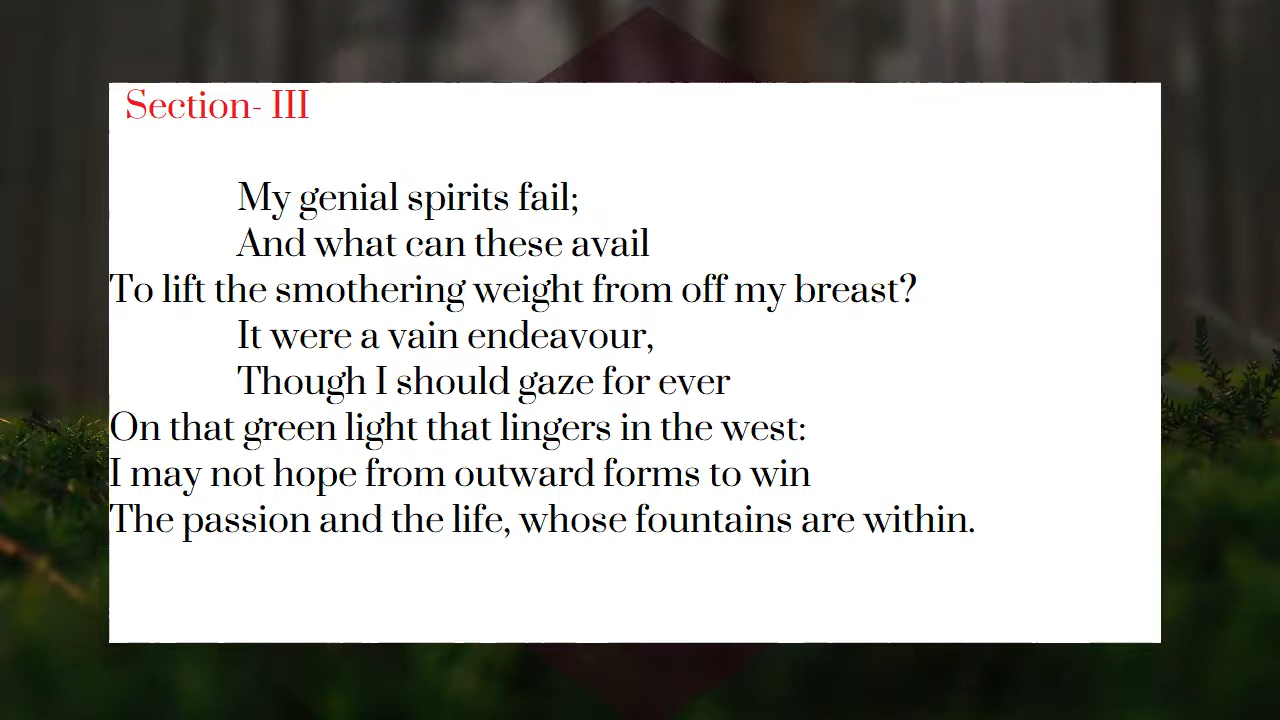 Section- III
My genial spirits fail;
And what can these avail
To lift the smothering weight from off my breast?
It were a vain endeavour,
Though I should gaze for ever
On that green light that lingers in the west:
I may not hope from outward forms to win
The passion and the life, whose fountains are within.